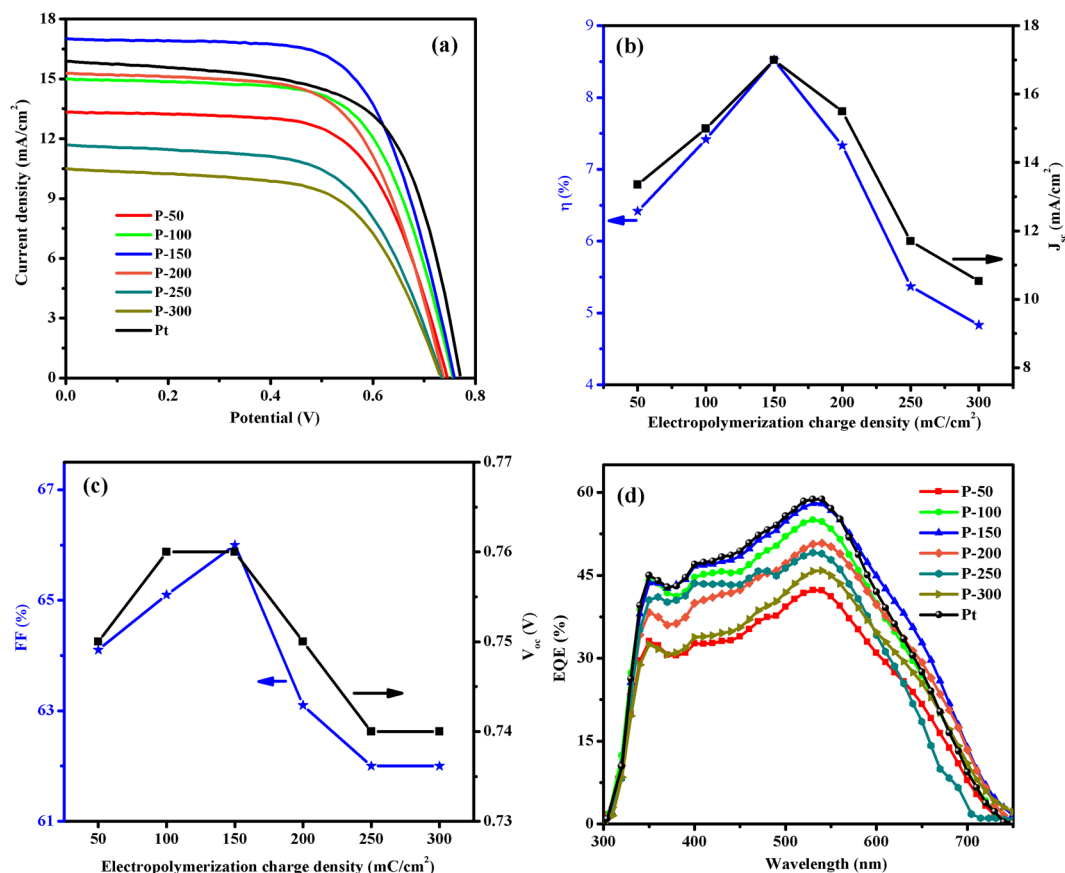 (a)
18
15
12
9
6
3
0
Current density (mA/cm²)
P-50
P-100
P-150
P-200
P-250
P-300
Pt
0.0 0.2 0.4 0.6 0.8
Potential (V)
(b)
9
8
7
6
5
4
η (%)
18
16
14
12
10
8
J_sc (mA/cm²)
50 100 150 200 250 300
Electropolymerization charge density (mC/cm²)
(c)
67
65
63
61
FF (%)
0.77
0.76
0.75
0.74
0.73
V_oc (V)
50 100 150 200 250 300
Electropolymerization charge density (mC/cm²)
(d)
60
45
30
15
0
EQE (%)
P-50
P-100
P-150
P-200
P-250
P-300
Pt
300 400 500 600 700
Wavelength (nm)